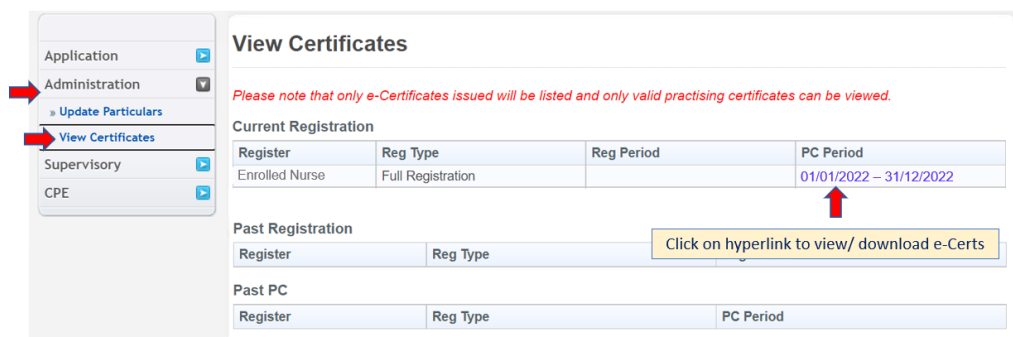 Application
Administration
» Update Particulars
View Certificates
Supervisory
CPE
View Certificates
Please note that only e-Certificates issued will be listed and only valid practising certificates can be viewed.
Current Registration
Register Reg Type Reg Period PC Period
Enrolled Nurse Full Registration 01/01/2022 – 31/12/2022
Click on hyperlink to view/ download e-Certs
Past Registration
Register Reg Type
Past PC
Register Reg Type PC Period